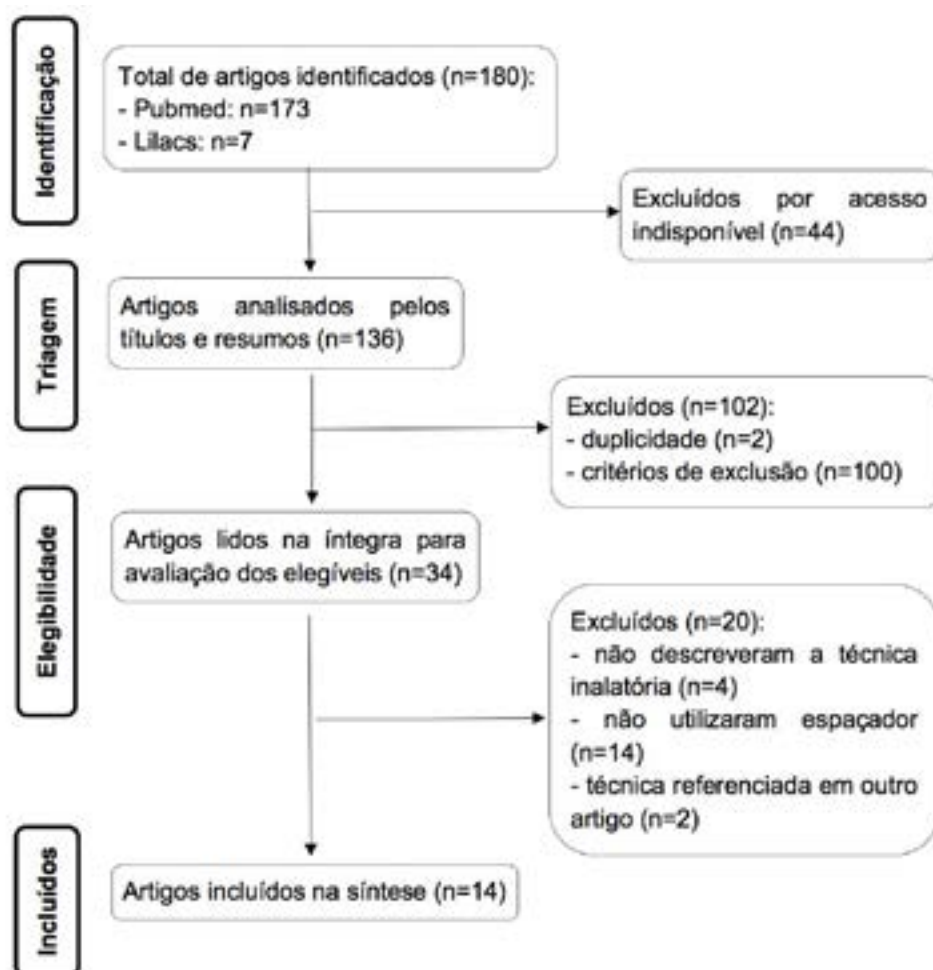 Identificação
Total de artigos identificados (n=180):
- Pubmed: n=173
- Lilacs: n=7
Excluídos por acesso
indisponível (n=44)
Triagem
Artigos analisados pelos
títulos e resumos (n=136)
Excluídos (n=102):
- duplicidade (n=2)
- critérios de exclusão (n=100)
Elegibilidade
Artigos lidos na íntegra para
avaliação dos elegíveis (n=34)
Excluídos (n=20):
- não descreveram a técnica
inalatória (n=4)
- não utilizaram espaçador
(n=14)
- técnica referenciada em outro
artigo (n=2)
Incluídos
Artigos incluídos na síntese (n=14)